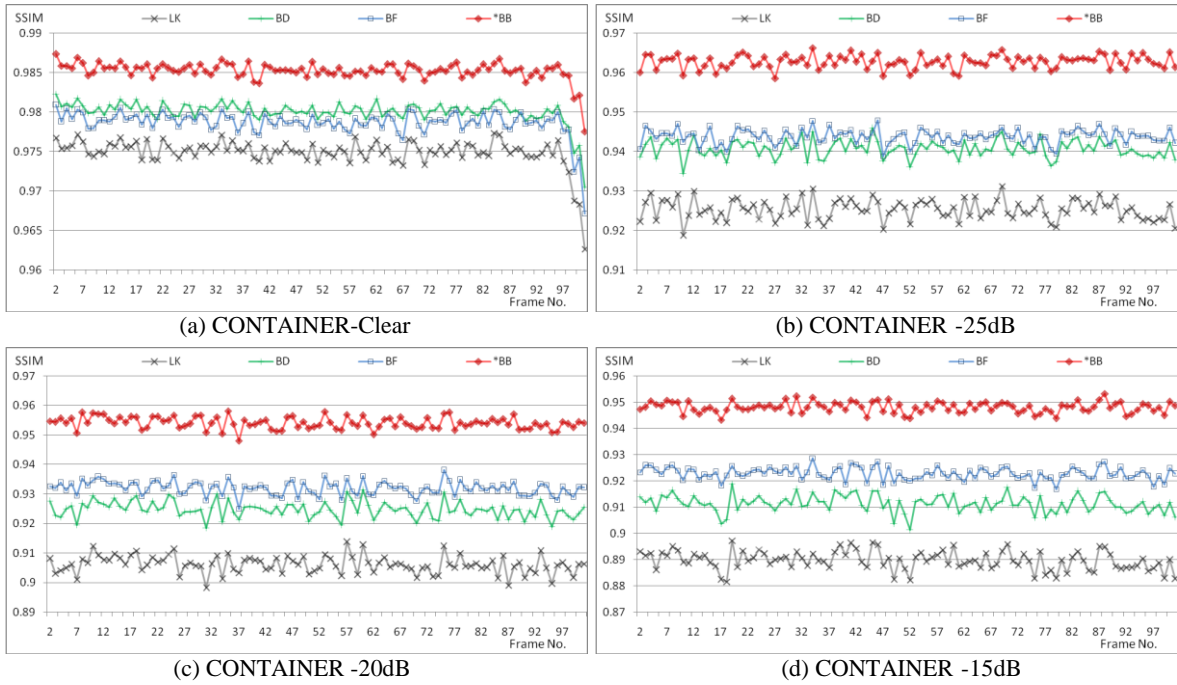 SSIM LK BD BF *BB
0.99
0.985
0.98
0.975
0.97
0.965
0.96
2 7 12 17 22 27 32 37 42 47 52 57 62 67 72 77 82 87 92 97
Frame No.
(a) CONTAINER-Clear
SSIM LK BD BF *BB
0.97
0.96
0.95
0.94
0.93
0.92
0.91
2 7 12 17 22 27 32 37 42 47 52 57 62 67 72 77 82 87 92 97
Frame No.
(b) CONTAINER -25dB
SSIM LK BD BF *BB
0.97
0.96
0.95
0.94
0.93
0.92
0.91
0.9
0.89
2 7 12 17 22 27 32 37 42 47 52 57 62 67 72 77 82 87 92 97
Frame No.
(c) CONTAINER -20dB
SSIM LK BD BF *BB
0.96
0.95
0.94
0.93
0.92
0.91
0.9
0.89
0.88
0.87
2 7 12 17 22 27 32 37 42 47 52 57 62 67 72 77 82 87 92 97
Frame No.
(d) CONTAINER -15dB